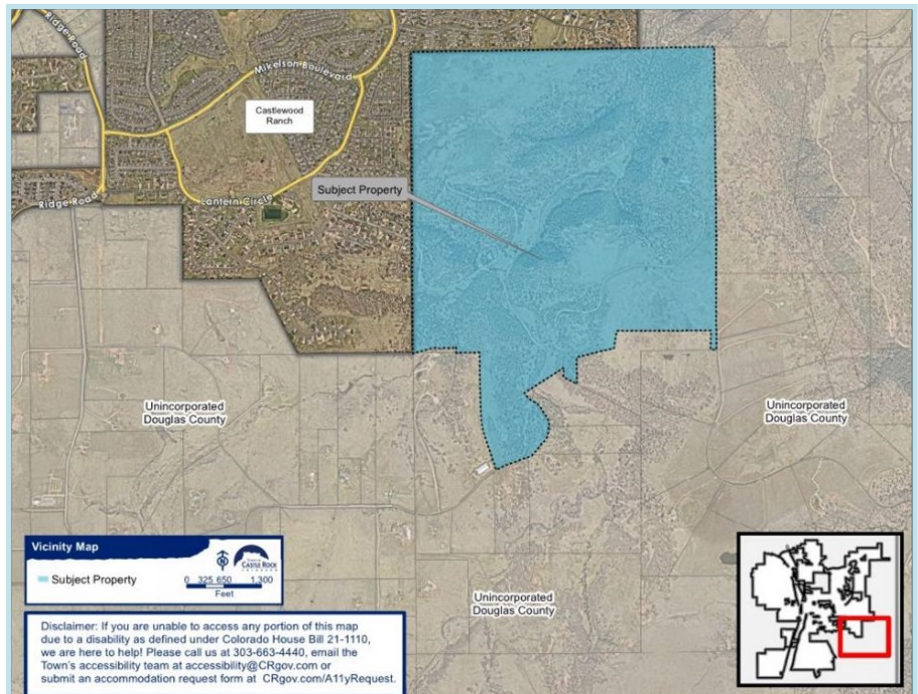 Ridge Road
Mikelson Boulevard
Castlewood
Ranch
Subject Property
Ridge Road
Lantern Circle
Unincorporated
Douglas County
Unincorporated
Douglas County
Unincorporated
Douglas County
Vicinity Map
N
CASTLE ROCK
COLORADO
Subject Property
0 325 650 1,300
Feet
Disclaimer: If you are unable to access any portion of this map
due to a disability as defined under Colorado House Bill 21-1110,
we are here to help! Please call us at 303-663-4440, email the
Town's accessibility team at accessibility@CRgov.com or
submit an accommodation request form at CRgov.com/A11yRequest.